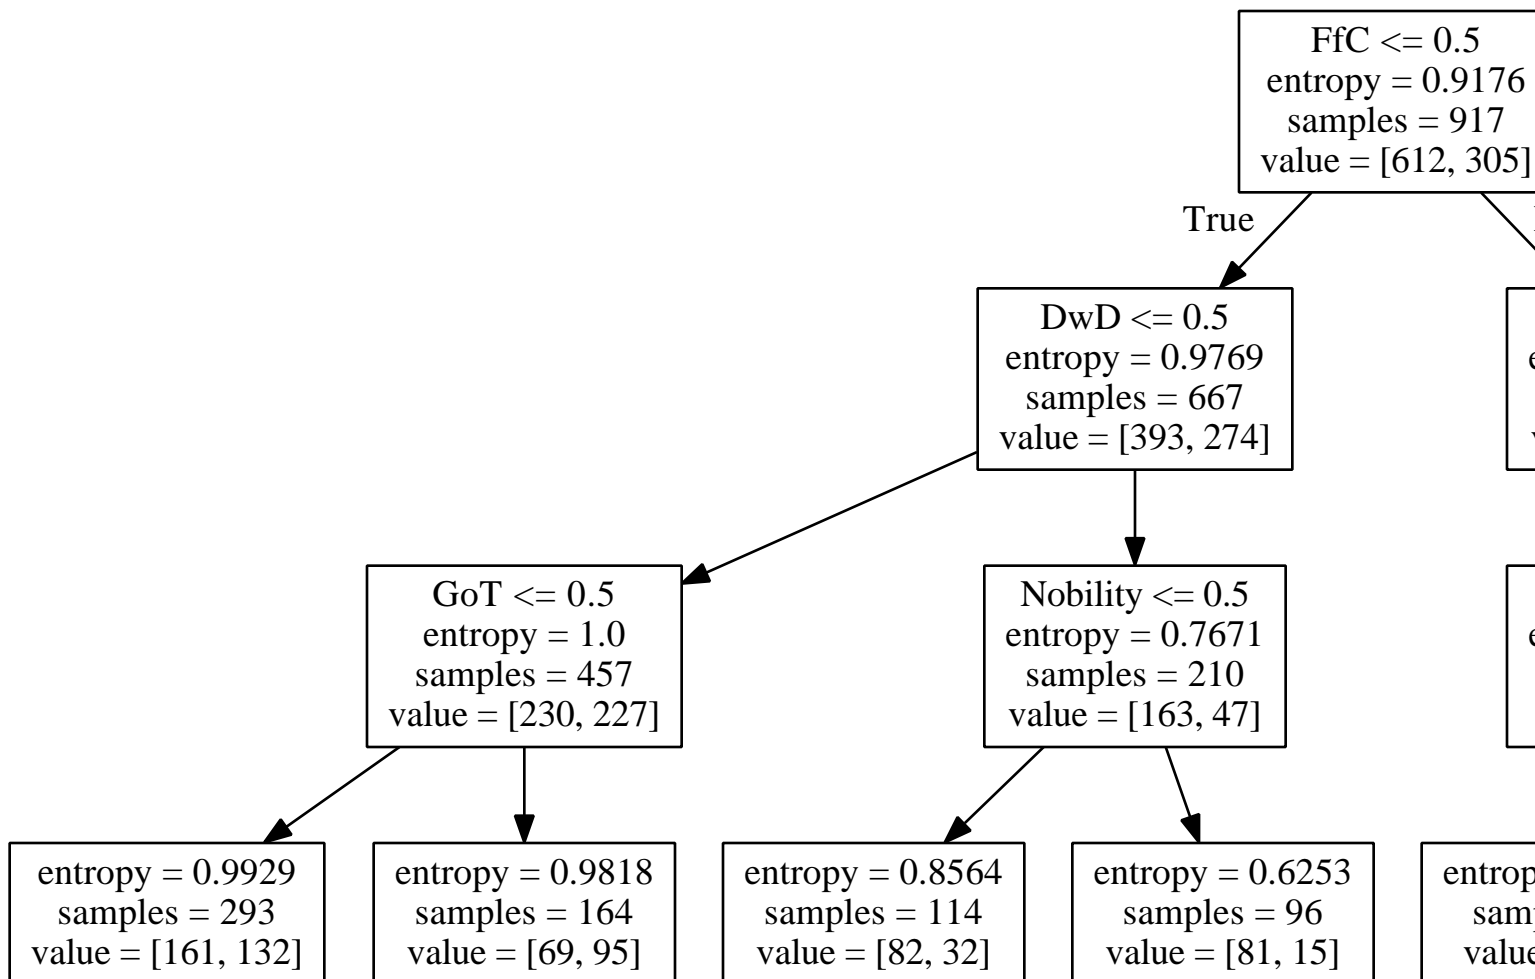 FfC <= 0.5
entropy = 0.9176
samples = 917
value = [612, 305]
True
DwD <= 0.5
entropy = 0.9769
samples = 667
value = [393, 274]
GoT <= 0.5
entropy = 1.0
samples = 457
value = [230, 227]
Nobility <= 0.5
entropy = 0.7671
samples = 210
value = [163, 47]
entropy = 0.9929
samples = 293
value = [161, 132]
entropy = 0.9818
samples = 164
value = [69, 95]
entropy = 0.8564
samples = 114
value = [82, 32]
entropy = 0.6253
samples = 96
value = [81, 15]